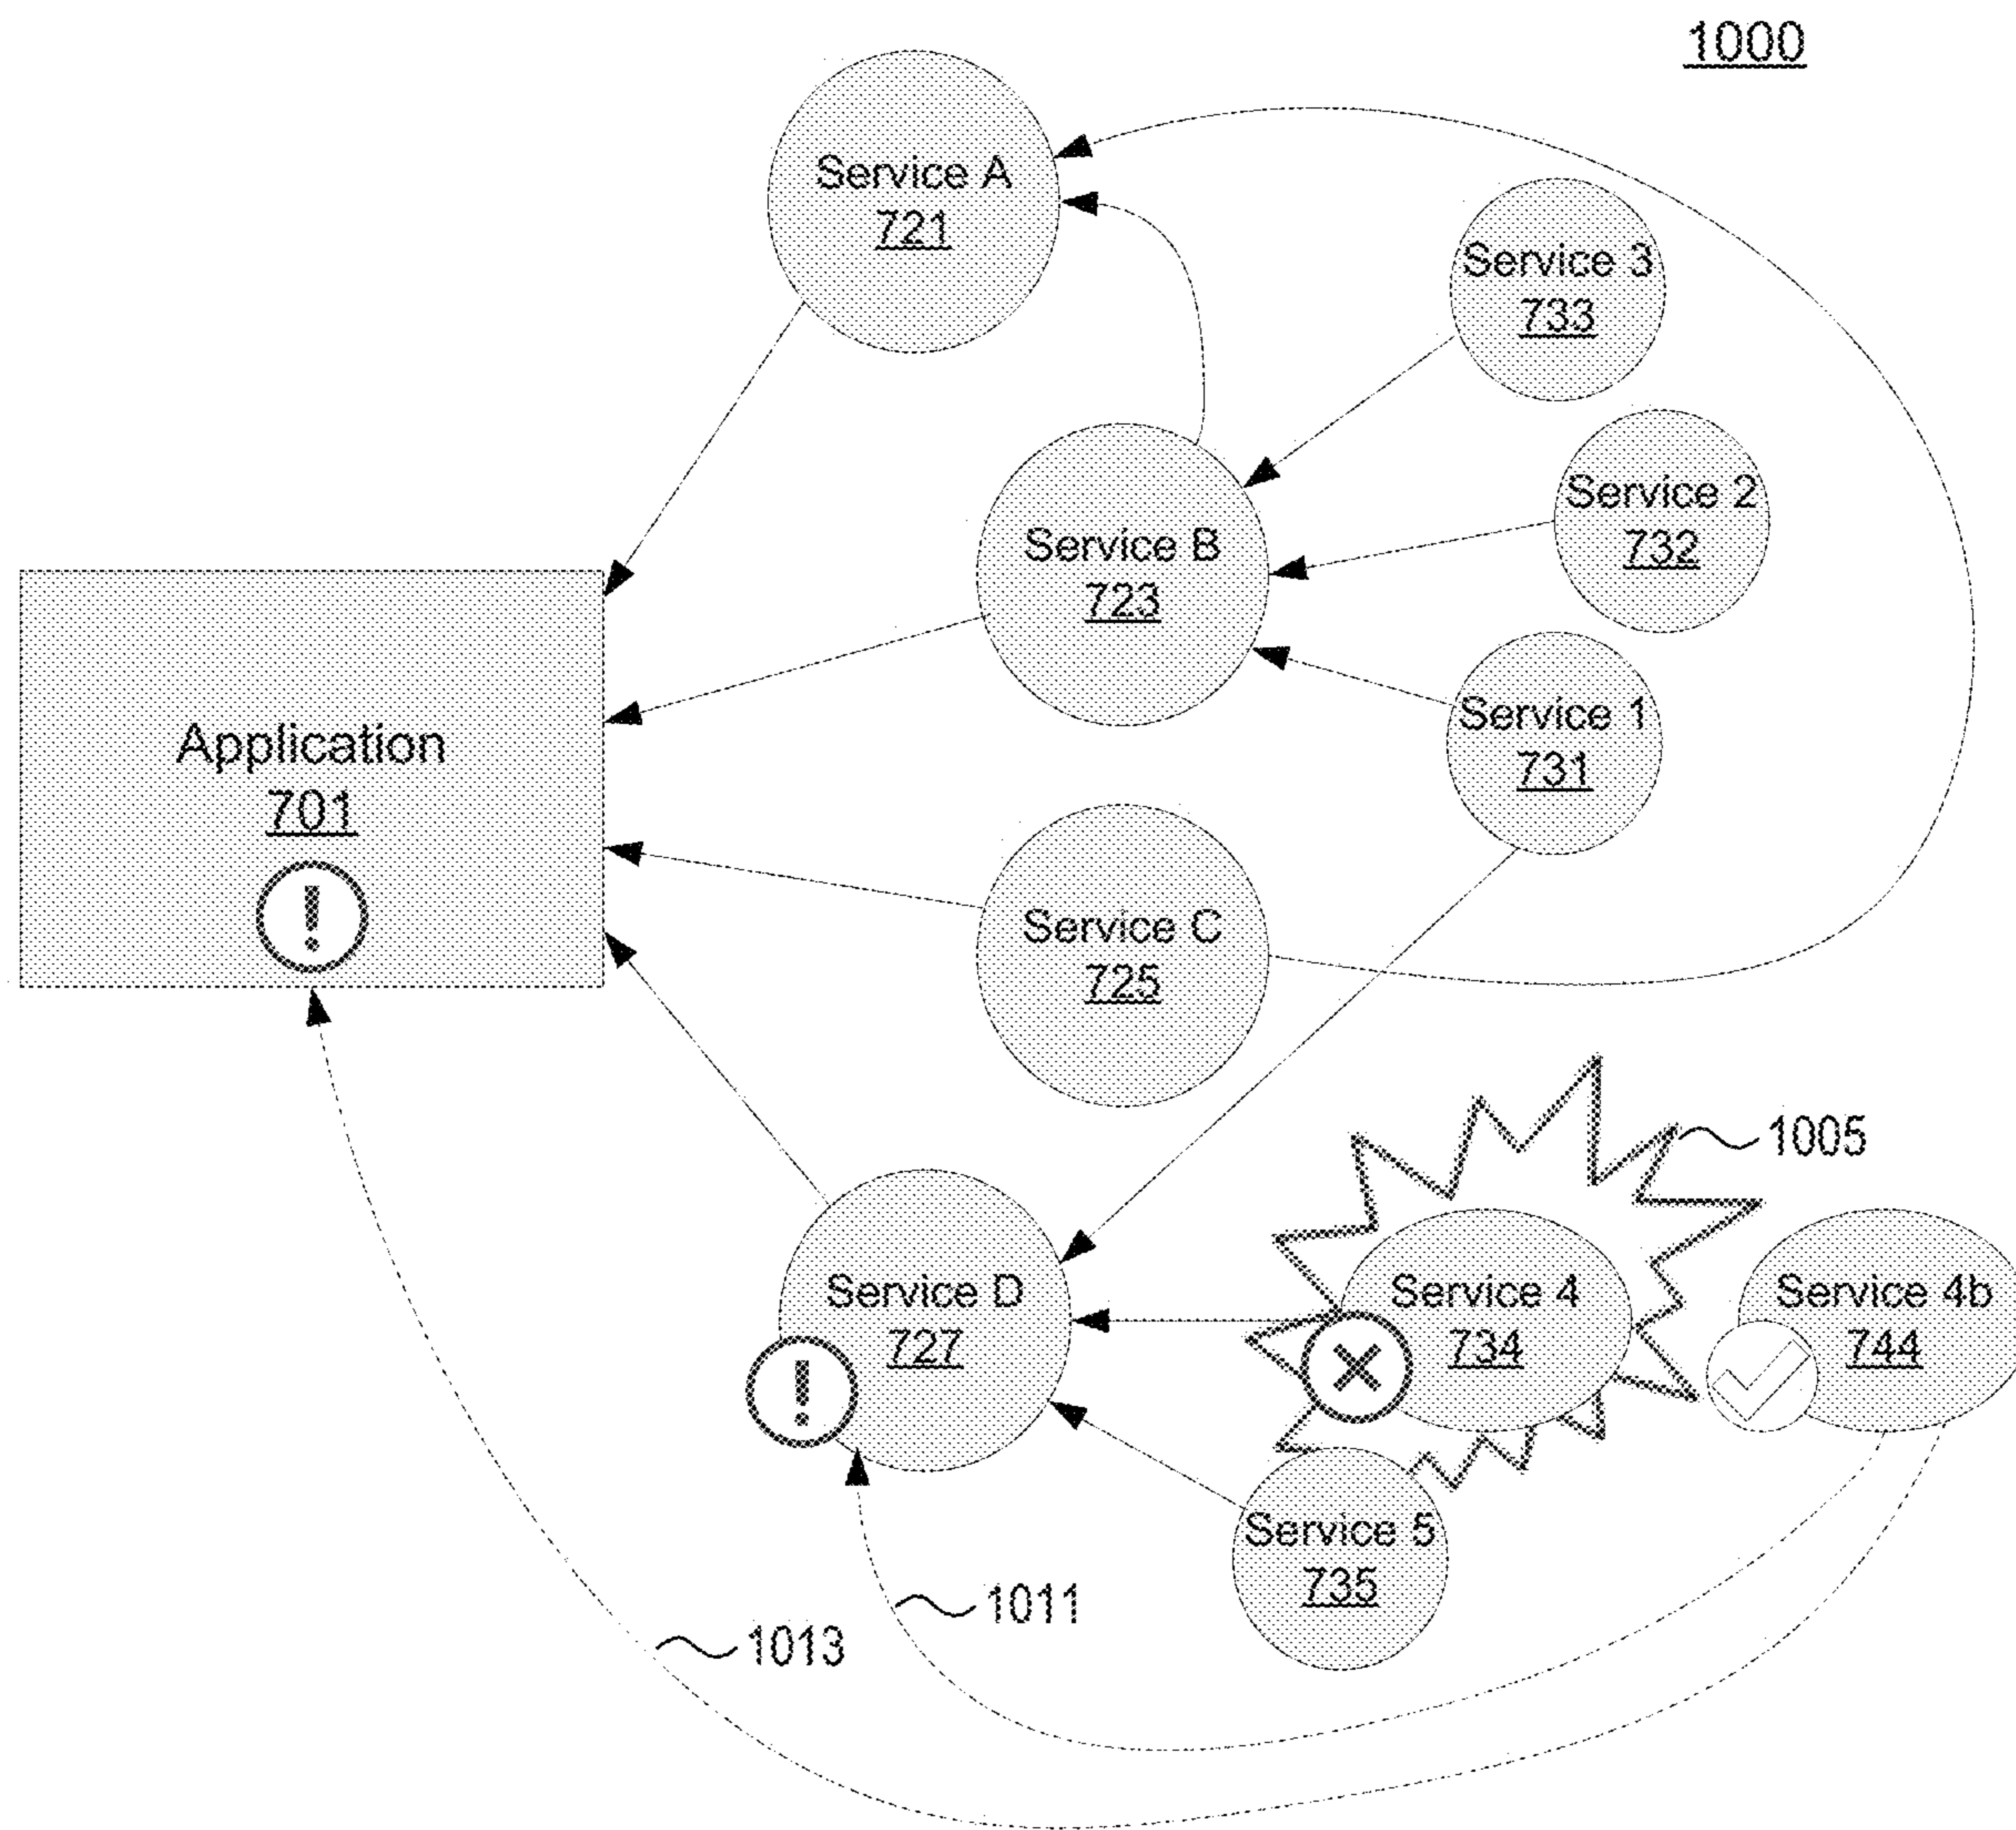 1000
Service A
721
Service 3
733
Service 2
732
Service B
723
Service 1
731
Application
701
!
Service C
725
1005
Service D
727
!
Service 4
734
Service 4b
744
Service 5
735
1011
1013